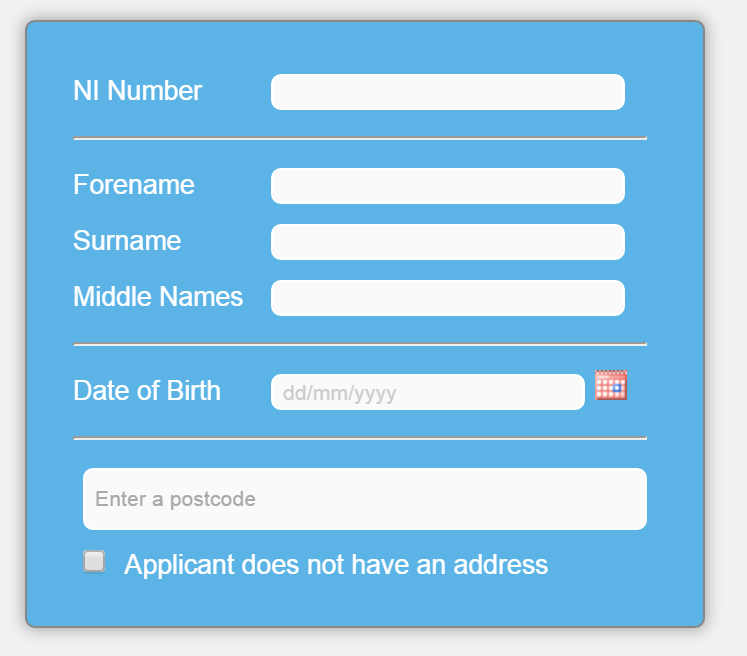 NI Number
Forename
Surname
Middle Names
Date of Birth
dd/mm/yyyy
Enter a postcode
Applicant does not have an address